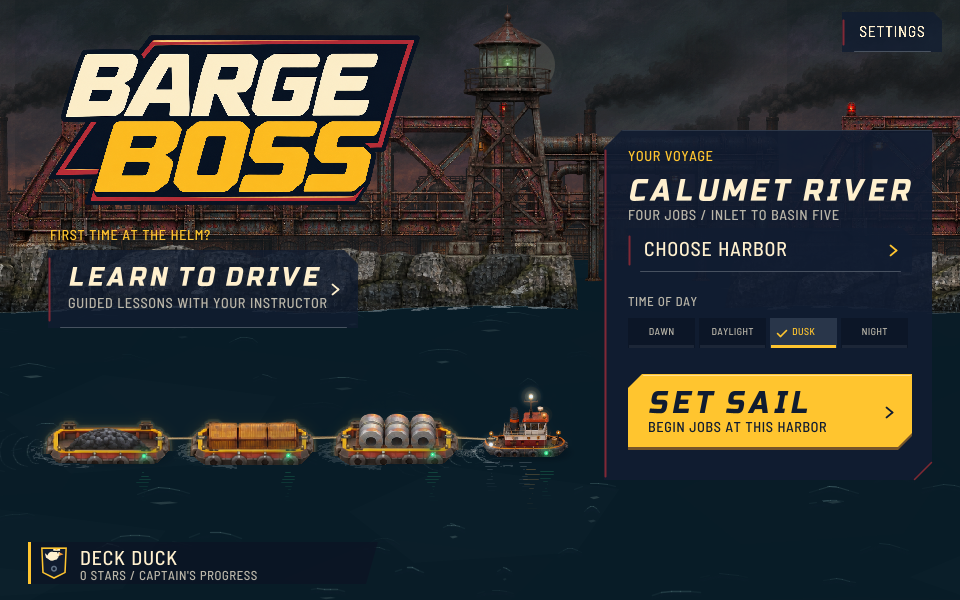 SETTINGS
BARGE
BOSS
FIRST TIME AT THE HELM?
LEARN TO DRIVE
GUIDED LESSONS WITH YOUR INSTRUCTOR
YOUR VOYAGE
CALUMET RIVER
FOUR JOBS / INLET TO BASIN FIVE
CHOOSE HARBOR
TIME OF DAY
DAWN DAYLIGHT DUSK NIGHT
SET SAIL
BEGIN JOBS AT THIS HARBOR
DECK DUCK
0 STARS / CAPTAIN'S PROGRESS